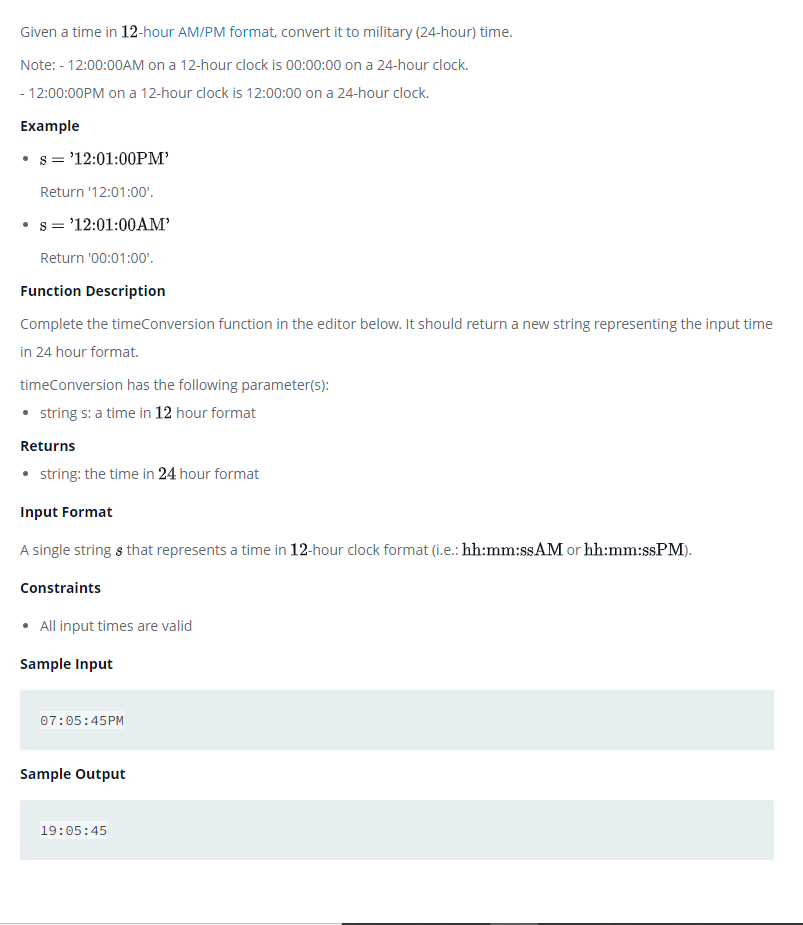 Given a time in 12-hour AM/PM format, convert it to military (24-hour) time.
Note: - 12:00:00AM on a 12-hour clock is 00:00:00 on a 24-hour clock.
- 12:00:00PM on a 12-hour clock is 12:00:00 on a 24-hour clock.
Example
• s = ’12:01:00PM’
Return '12:01:00'.
• s = ’12:01:00AM’
Return '00:01:00'.
Function Description
Complete the timeConversion function in the editor below. It should return a new string representing the input time
in 24 hour format.
timeConversion has the following parameter(s):
• string s: a time in 12 hour format
Returns
• string: the time in 24 hour format
Input Format
A single string s that represents a time in 12-hour clock format (i.e.: hh:mm:ssAM or hh:mm:ssPM).
Constraints
• All input times are valid
Sample Input
07:05:45PM
Sample Output
19:05:45